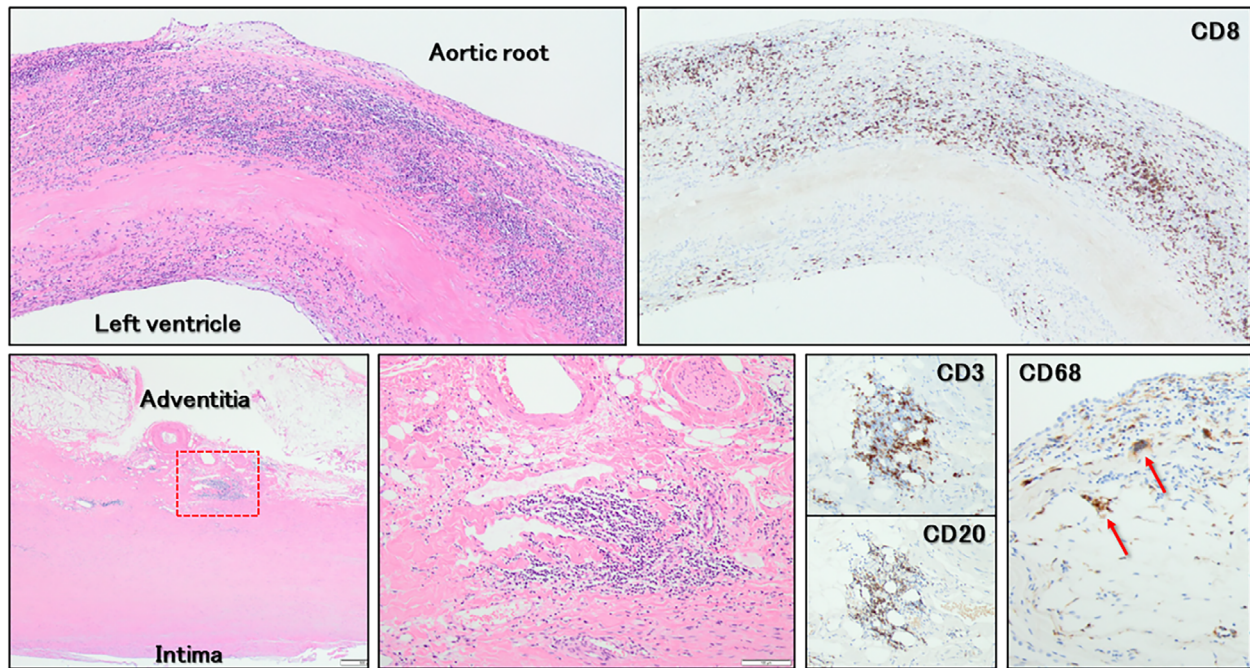 Aortic root
CD8
Left ventricle
Adventitia
Intima
CD3
CD20
CD68